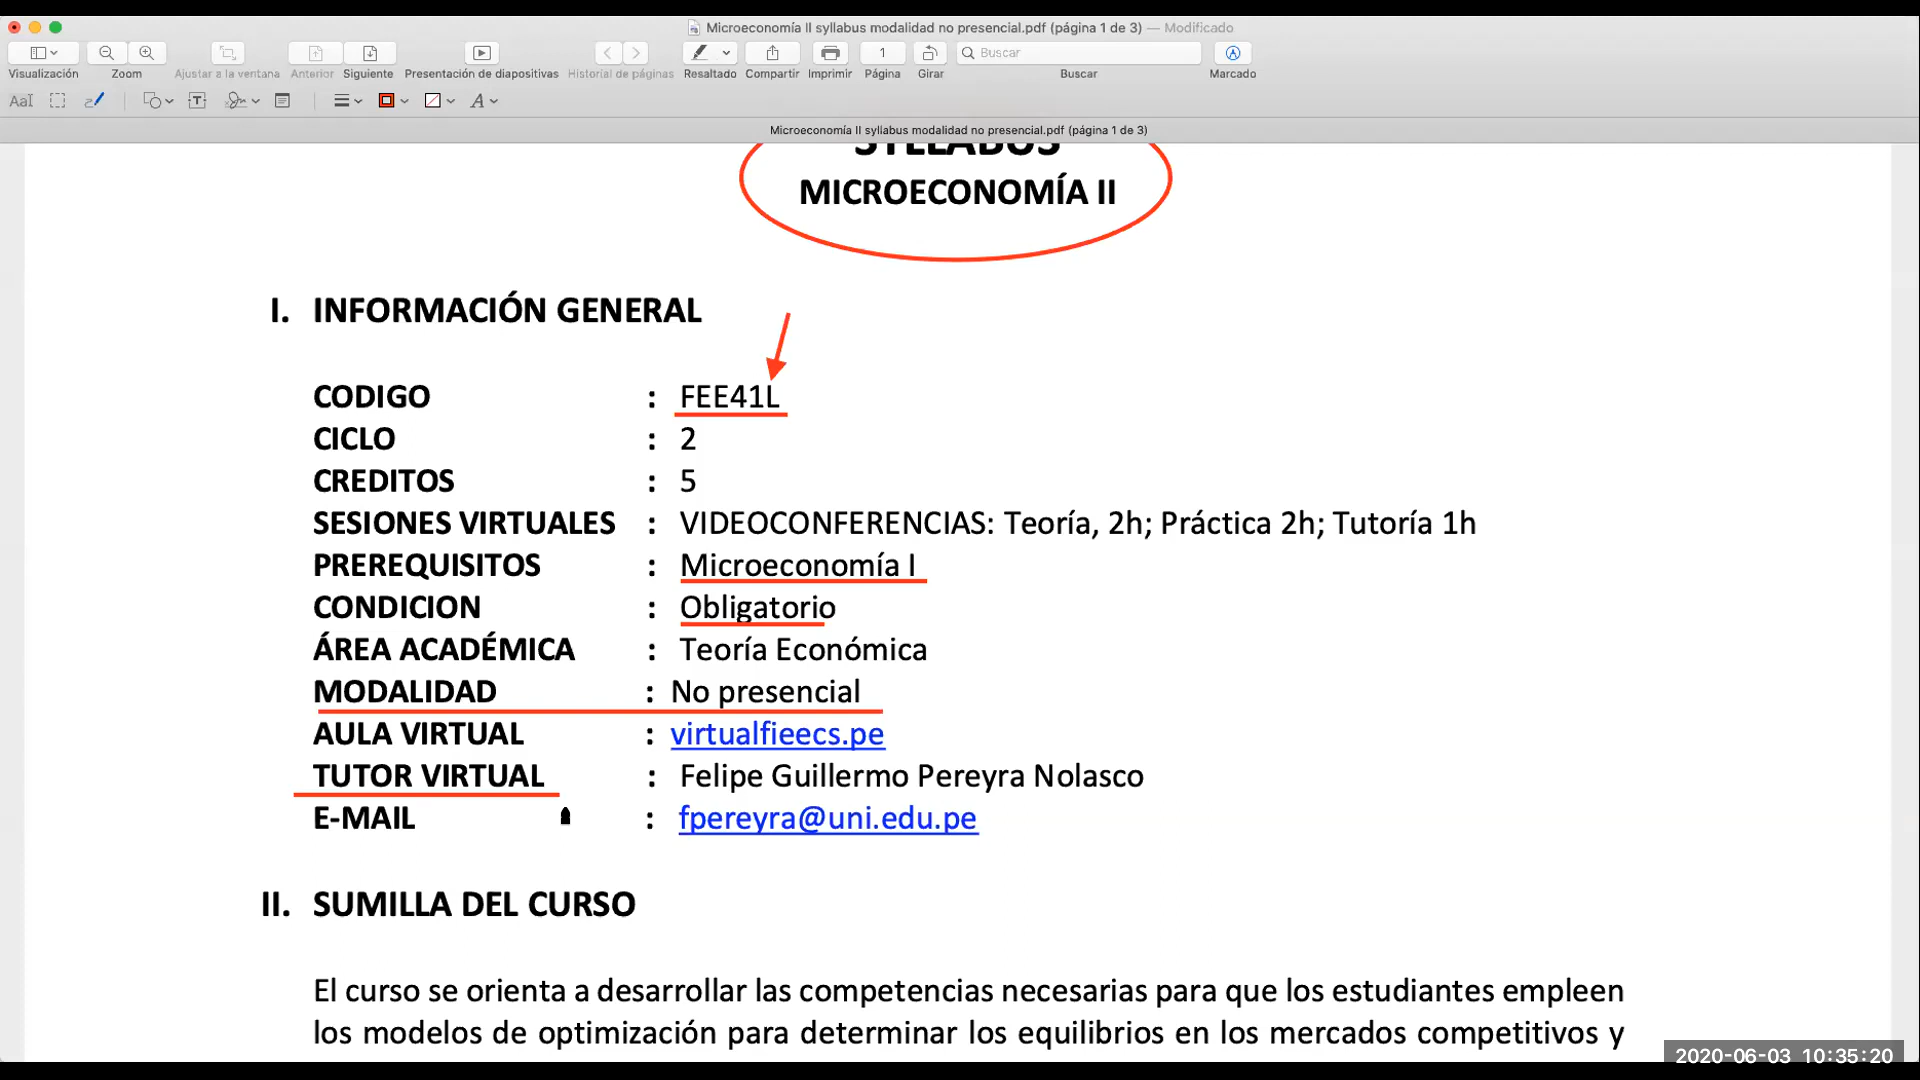 Microeconomía II syllabus modalidad no presencial.pdf (página 1 de 3) — Modificado
1
Buscar
Visualización
Zoom
Ajustar a la ventana
Anterior
Siguiente
Presentación de diapositivas
Historial de páginas
Resaltado
Compartir
Imprimir
Página
Girar
Buscar
Marcado
Microeconomía II syllabus modalidad no presencial.pdf (página 1 de 3)
SYLLABUS
MICROECONOMÍA II
I. INFORMACIÓN GENERAL
CODIGO : FEE41L
CICLO : 2
CREDITOS : 5
SESIONES VIRTUALES : VIDEOCONFERENCIAS: Teoría, 2h; Práctica 2h; Tutoría 1h
PREREQUISITOS : Microeconomía I
CONDICION : Obligatorio
ÁREA ACADÉMICA : Teoría Económica
MODALIDAD : No presencial
AULA VIRTUAL : virtualfieecs.pe
TUTOR VIRTUAL : Felipe Guillermo Pereyra Nolasco
E-MAIL : fpereyra@uni.edu.pe
II. SUMILLA DEL CURSO
El curso se orienta a desarrollar las competencias necesarias para que los estudiantes empleen
los modelos de optimización para determinar los equilibrios en los mercados competitivos y
2020-06-03 10:35:20